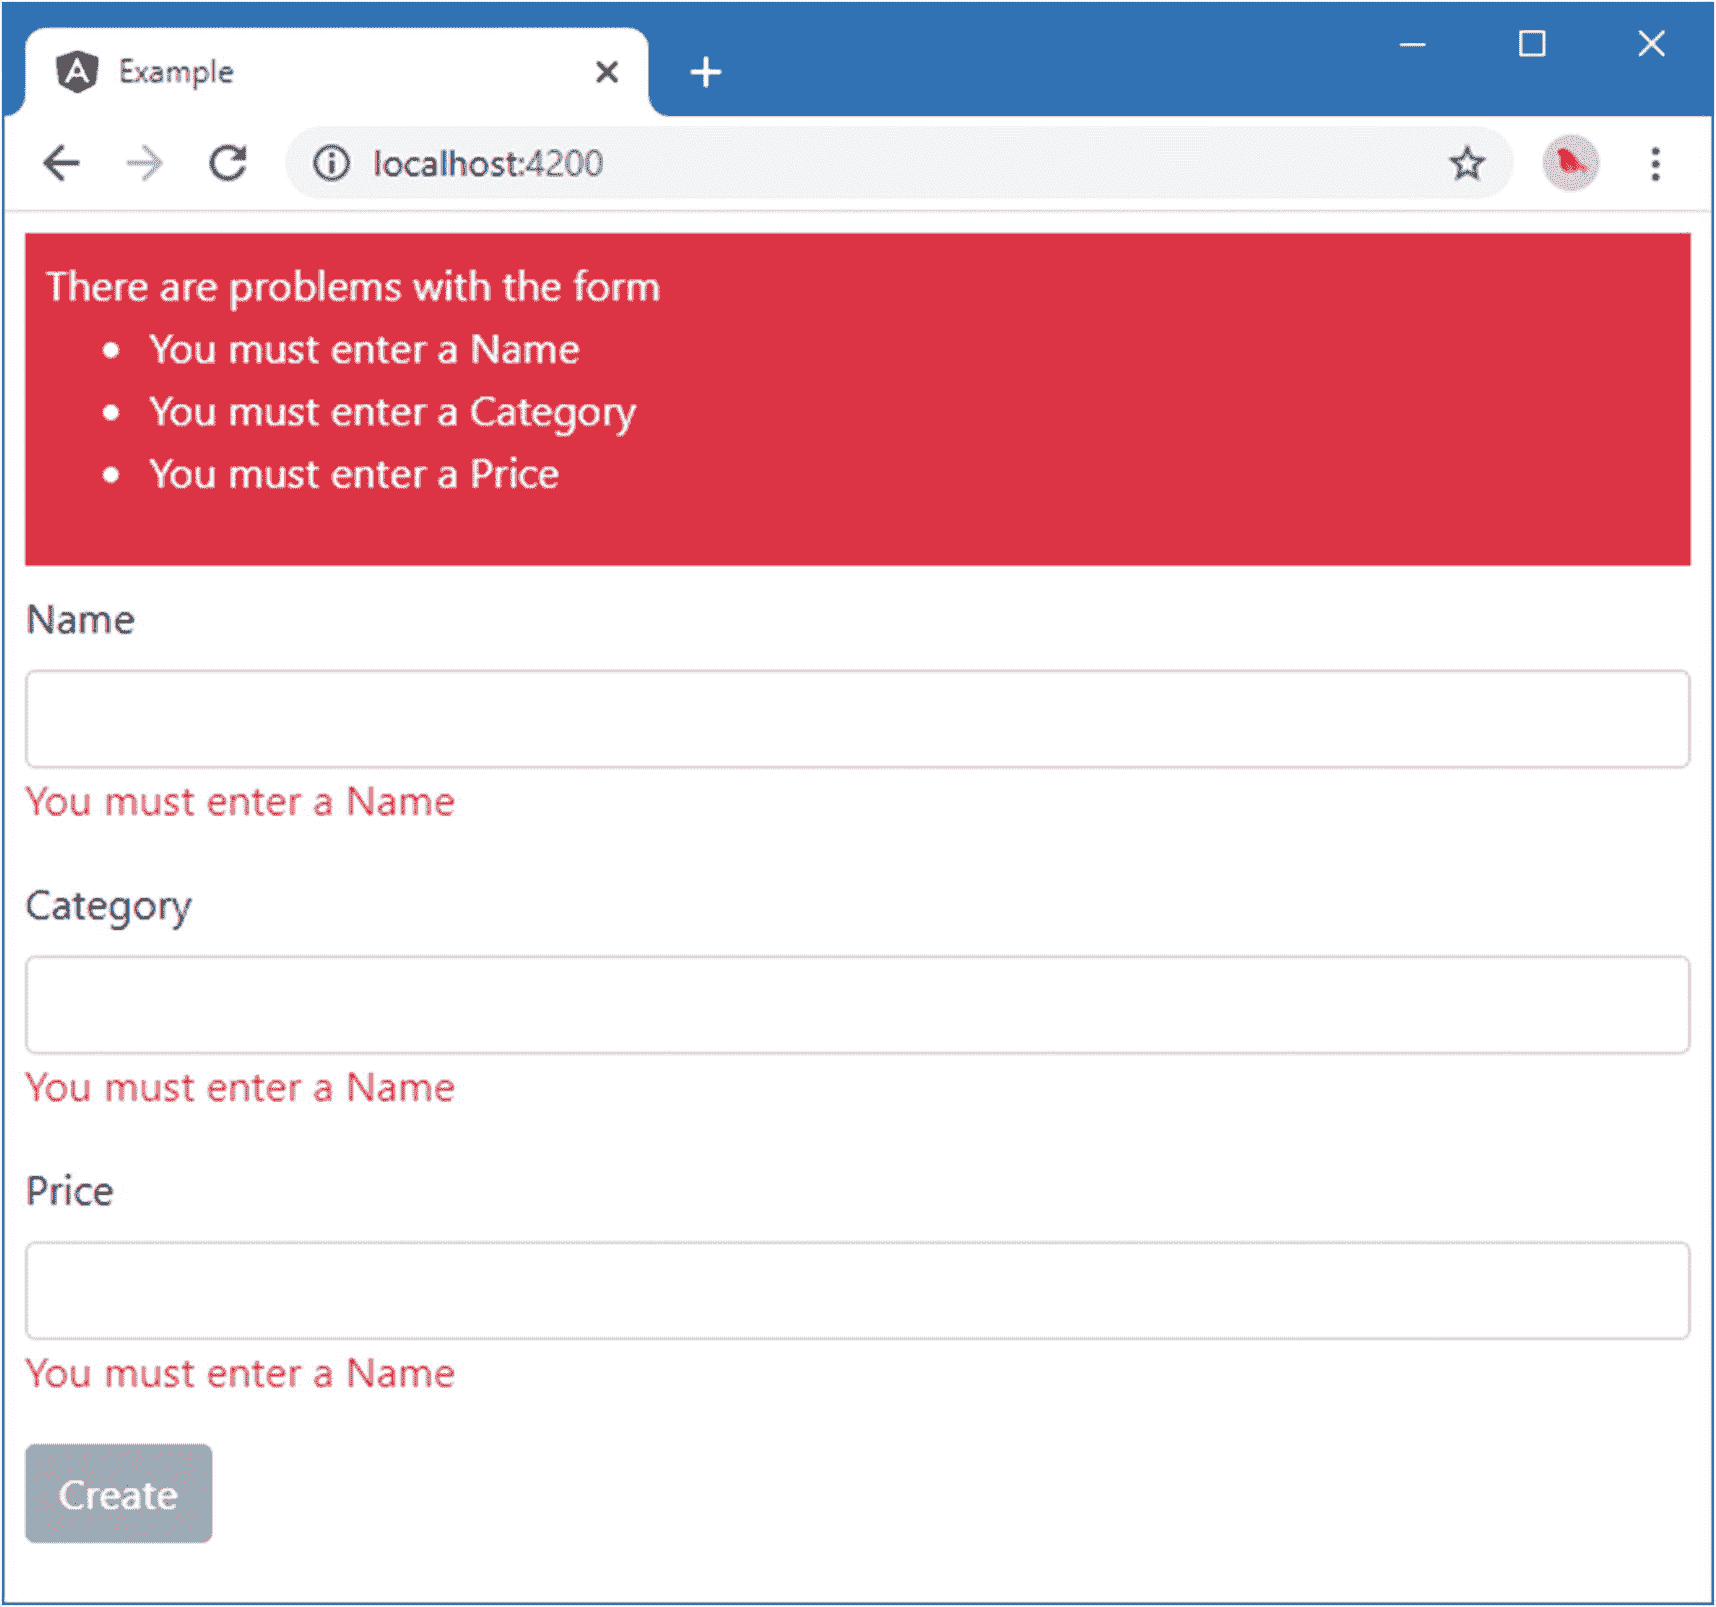 Example
localhost:4200
There are problems with the form
You must enter a Name
You must enter a Category
You must enter a Price
Name
You must enter a Name
Category
You must enter a Name
Price
You must enter a Name
Create